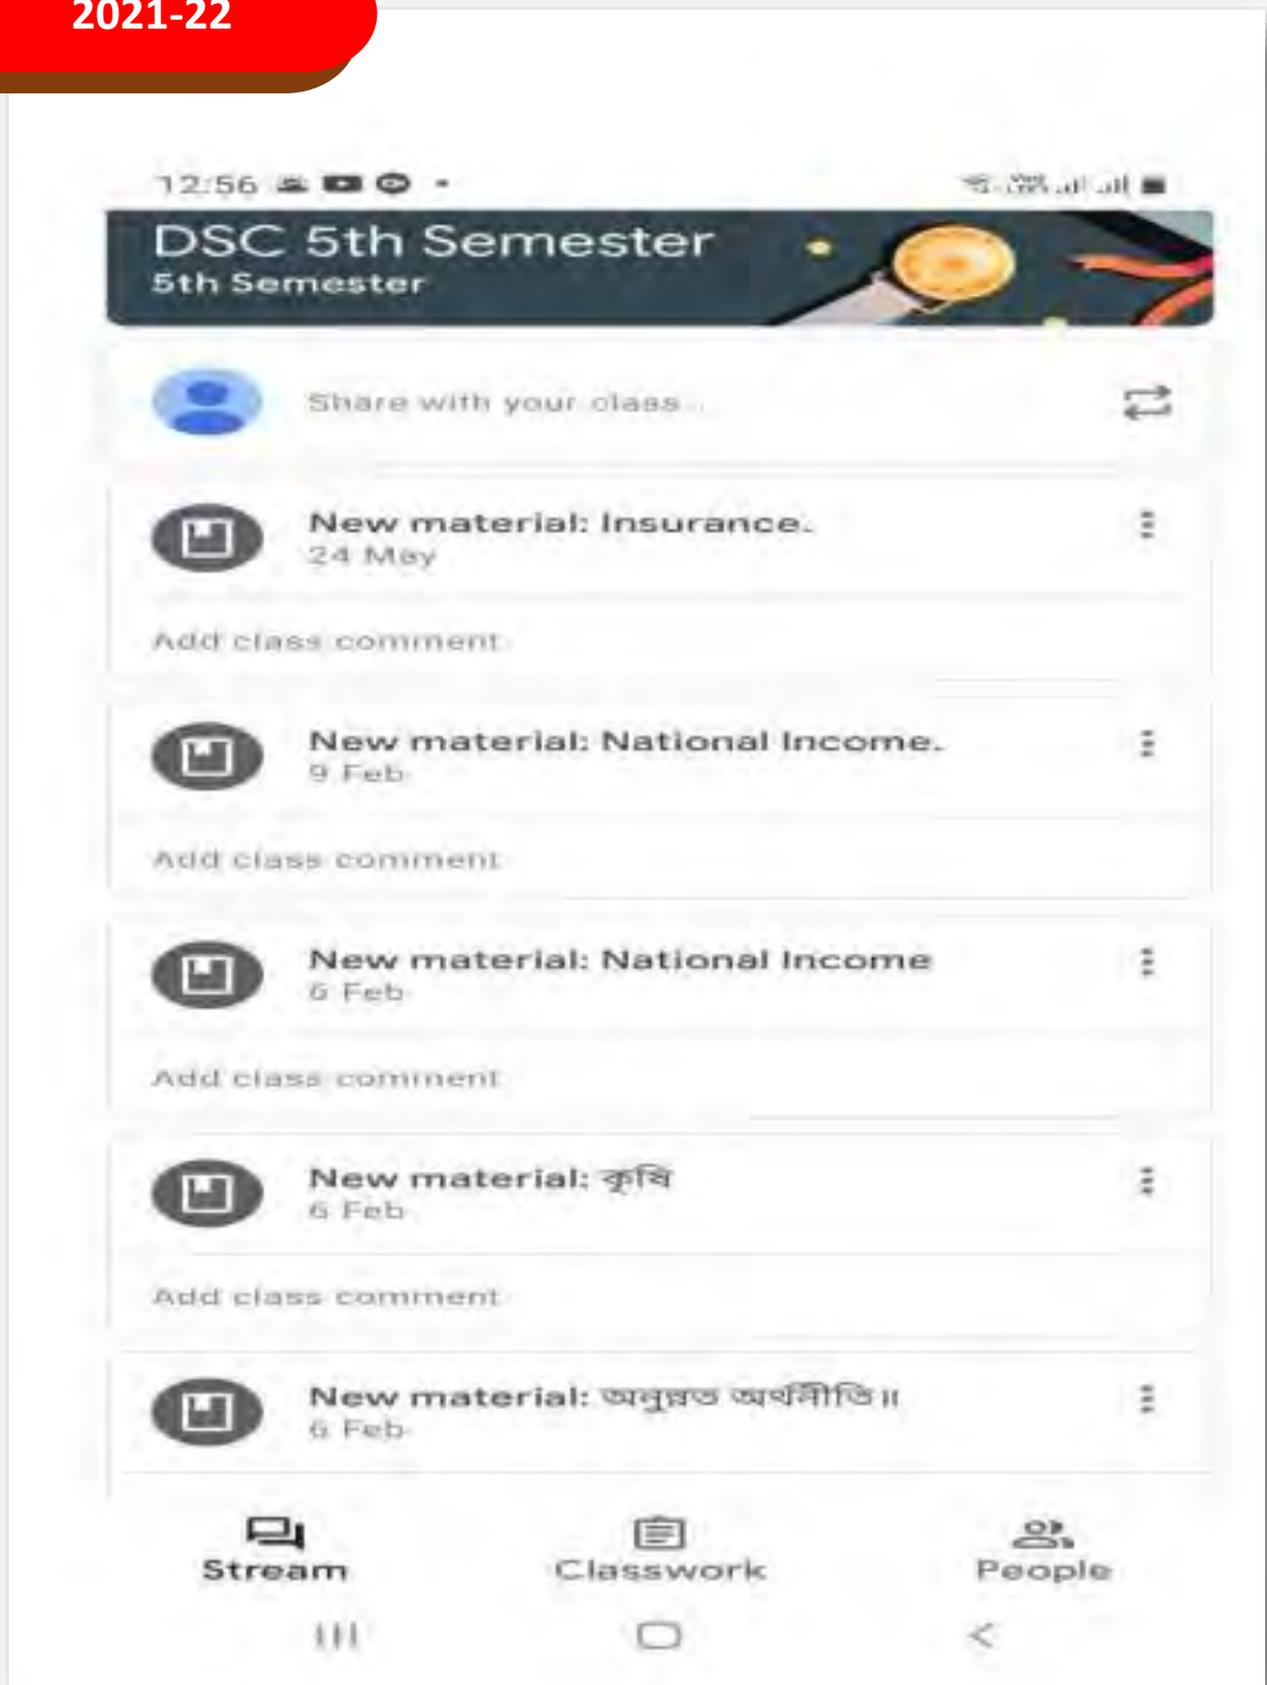 2021-22
12:56
DSC 5th Semester
5th Semester
Share with your class...
New material: Insurance.
24 May
Add class comment
New material: National Income.
9 Feb
Add class comment
New material: National Income
6 Feb
Add class comment
New material: কৃষি
6 Feb
Add class comment
New material: অনুন্নত অর্থনীতি॥
6 Feb
Stream
Classwork
People